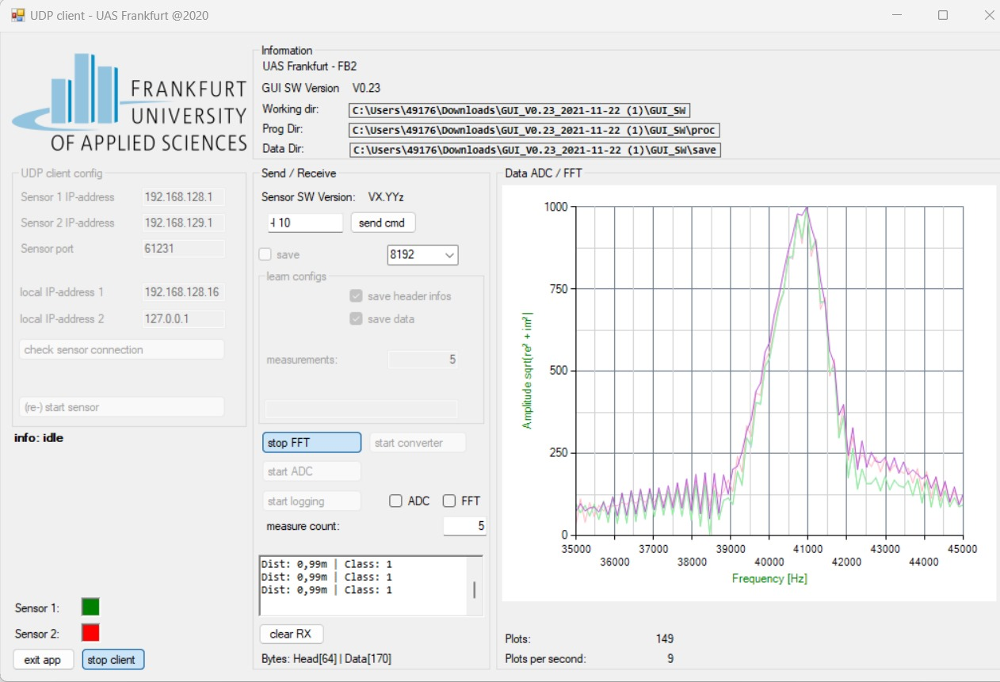 UDP client - UAS Frankfurt @2020
FRANKFURT
UNIVERSITY
OF APPLIED SCIENCES
Information
UAS Frankfurt - FB2
GUI SW Version V0.23
Working dir: C:\Users\49176\Downloads\GUI_V0.23_2021-11-22 (1)\GUI_SW
Prog Dir: C:\Users\49176\Downloads\GUI_V0.23_2021-11-22 (1)\GUI_SW\proc
Data Dir: C:\Users\49176\Downloads\GUI_V0.23_2021-11-22 (1)\GUI_SW\save
UDP client config
Sensor 1 IP-address 192.168.128.1
Sensor 2 IP-address 192.168.129.1
Sensor port 61231
local IP-address 1 192.168.128.16
local IP-address 2 127.0.0.1
check sensor connection
(re-) start sensor
info: idle
Sensor 1:
Sensor 2:
exit app stop client
Send / Receive
Sensor SW Version: VX.YYz
10 send cmd
save 8192
learn configs
save header infos
save data
measurements: 5
stop FFT start converter
start ADC
start logging ADC FFT
measure count: 5
Dist: 0,99m | Class: 1
Dist: 0,99m | Class: 1
Dist: 0,99m | Class: 1
clear RX
Bytes: Head[64] | Data[170]
Data ADC / FFT
1000
750
500
250
0
Amplitude sqrt(re² + im²)
35000 37000 39000 41000 43000 45000
36000 38000 40000 42000 44000
Frequency [Hz]
Plots: 149
Plots per second: 9